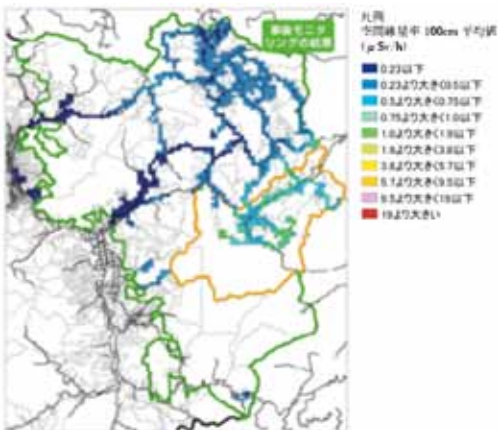 事後モニタ
リングの結果
凡例
空間線量率 100cm 平均値
(μSv/h)
0.23以下
0.23より大きく0.5以下
0.5より大きく0.75以下
0.75より大きく1.0以下
1.0より大きく1.9以下
1.9より大きく3.8以下
3.8より大きく5.7以下
5.7より大きく9.5以下
9.5より大きく19以下
19より大きい